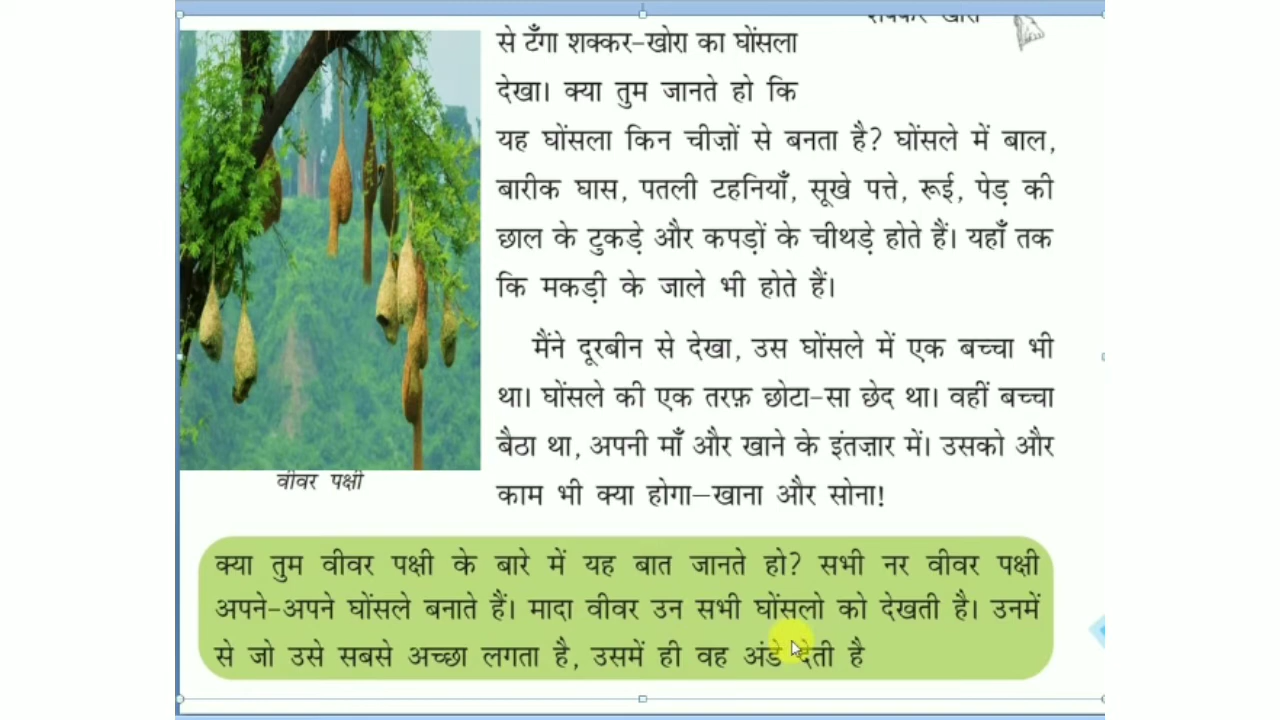 से टँगा शक्कर-खोरा का घोंसला
देखा। क्या तुम जानते हो कि
यह घोंसला किन चीज़ों से बनता है? घोंसले में बाल,
बारीक घास, पतली टहनियाँ, सूखे पत्ते, रूई, पेड़ की
छाल के टुकड़े और कपड़ों के चीथड़े होते हैं। यहाँ तक
कि मकड़ी के जाले भी होते हैं।
मैंने दूरबीन से देखा, उस घोंसले में एक बच्चा भी
था। घोंसले की एक तरफ़ छोटा-सा छेद था। वहीं बच्चा
बैठा था, अपनी माँ और खाने के इंतज़ार में। उसको और
काम भी क्या होगा—खाना और सोना!
वीवर पक्षी
क्या तुम वीवर पक्षी के बारे में यह बात जानते हो? सभी नर वीवर पक्षी
अपने-अपने घोंसले बनाते हैं। मादा वीवर उन सभी घोंसलो को देखती है। उनमें
से जो उसे सबसे अच्छा लगता है, उसमें ही वह अंडे देती है